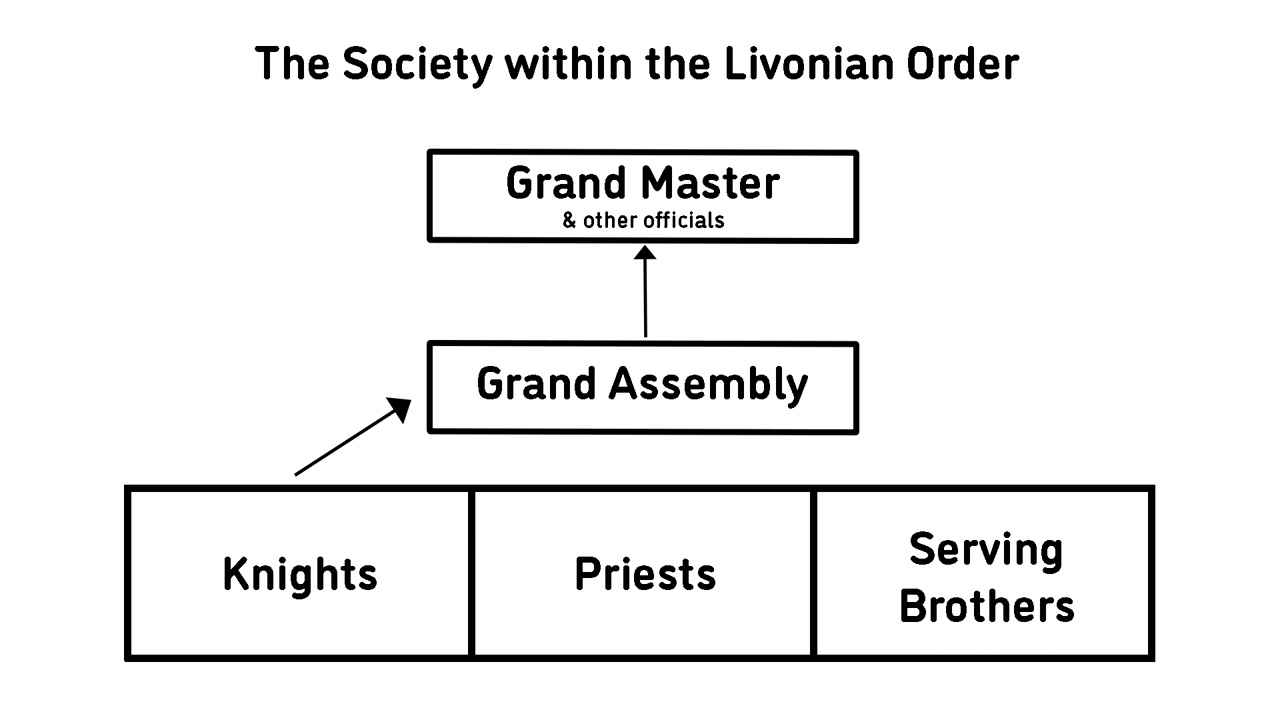 The Society within the Livonian Order
Grand Master
& other officials
Grand Assembly
Knights
Priests
Serving
Brothers